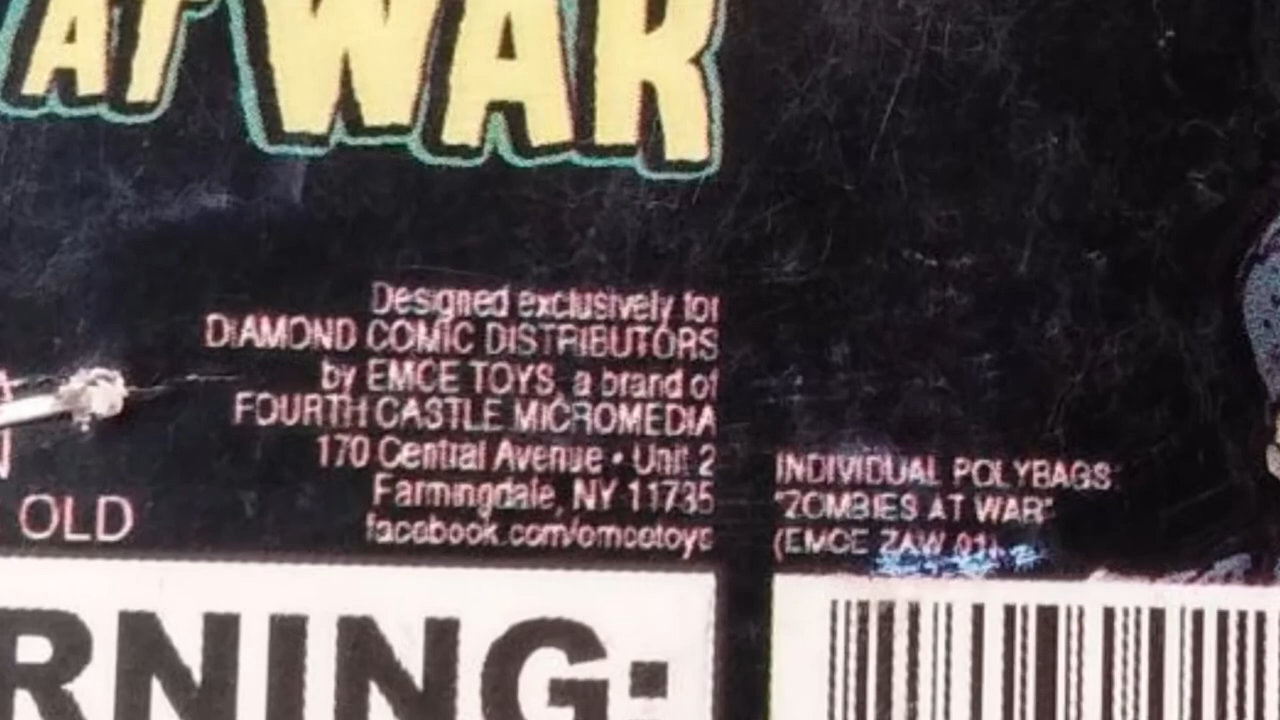 AT WAR
Designed exclusively for
DIAMOND COMIC DISTRIBUTORS
by EMCE TOYS, a brand of
FOURTH CASTLE MICROMEDIA
170 Central Avenue • Unit 2
Farmingdale, NY 11735
facebook.com/emcetoys
OLD
INDIVIDUAL POLYBAGS:
"ZOMBIES AT WAR"
(EMCE ZAW 01)
RNING: